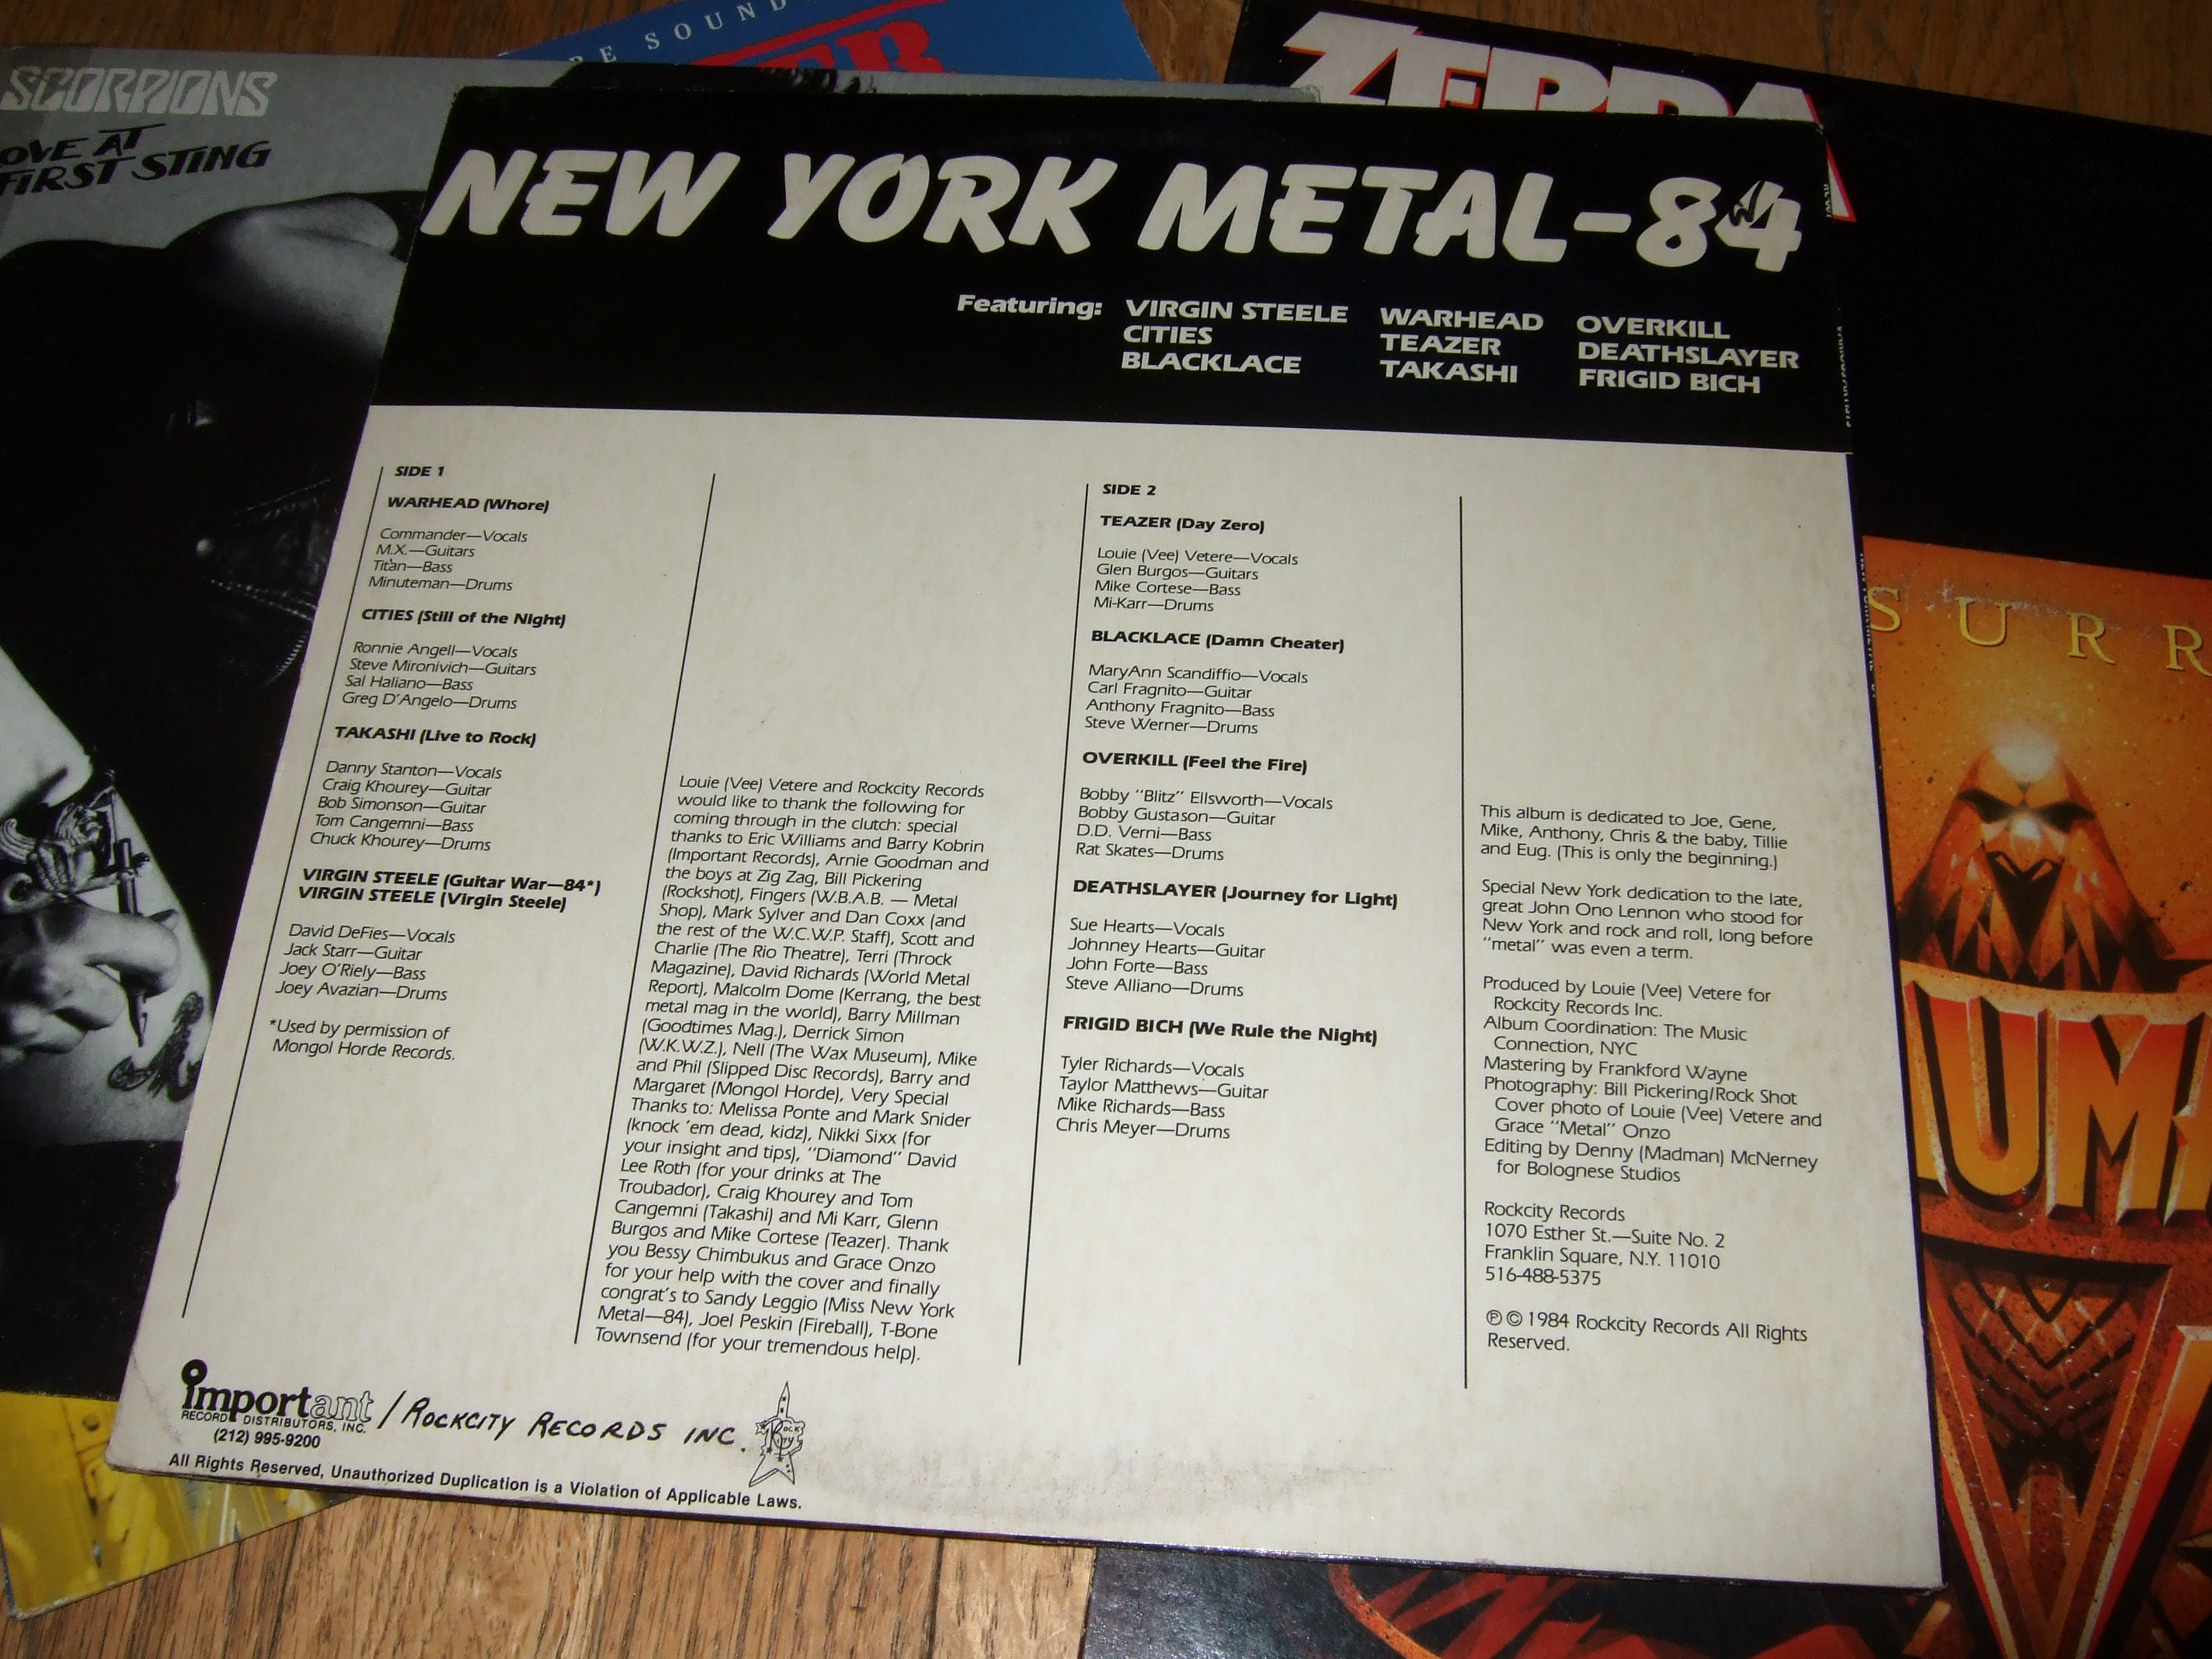 SCORPIONS
OVE AT
FIRST STING
RE SOUND
ER
ZEBRA
NEW YORK METAL-84
Featuring:
VIRGIN STEELE
CITIES
BLACKLACE
WARHEAD
TEAZER
TAKASHI
OVERKILL
DEATHSLAYER
FRIGID BICH
SIDE 1
WARHEAD (Whore)
Commander—Vocals
M.X.—Guitars
Titan—Bass
Minuteman—Drums
CITIES (Still of the Night)
Ronnie Angell—Vocals
Steve Mironivich—Guitars
Sal Haliano—Bass
Greg D'Angelo—Drums
TAKASHI (Live to Rock)
Danny Stanton—Vocals
Craig Khourey—Guitar
Bob Simonson—Guitar
Tom Cangemni—Bass
Chuck Khourey—Drums
VIRGIN STEELE (Guitar War—84*)
VIRGIN STEELE (Virgin Steele)
David DeFies—Vocals
Jack Starr—Guitar
Joey O'Riely—Bass
Joey Avazian—Drums
*Used by permission of
Mongol Horde Records.
Louie (Vee) Vetere and Rockcity Records
would like to thank the following for
coming through in the clutch: special
thanks to Eric Williams and Barry Kobrin
(Important Records), Arnie Goodman and
the boys at Zig Zag, Bill Pickering
(Rockshot), Fingers (W.B.A.B. — Metal
Shop), Mark Sylver and Dan Coxx (and
the rest of the W.C.W.P. Staff), Scott and
Charlie (The Rio Theatre), Terri (Throck
Magazine), David Richards (World Metal
Report), Malcolm Dome (Kerrang, the best
metal mag in the world), Barry Millman
(Goodtimes Mag.), Derrick Simon
(W.K.W.Z.), Nell (The Wax Museum), Mike
and Phil (Slipped Disc Records), Barry and
Margaret (Mongol Horde), Very Special
Thanks to: Melissa Ponte and Mark Snider
(knock 'em dead, kidz), Nikki Sixx (for
your insight and tips), "Diamond" David
Lee Roth (for your drinks at The
Troubador), Craig Khourey and Tom
Cangemni (Takashi) and Mi Karr, Glenn
Burgos and Mike Cortese (Teazer). Thank
you Bessy Chimbukus and Grace Onzo
for your help with the cover and finally
congrat's to Sandy Leggio (Miss New York
Metal—84), Joel Peskin (Fireball), T-Bone
Townsend (for your tremendous help).
SIDE 2
TEAZER (Day Zero)
Louie (Vee) Vetere—Vocals
Glen Burgos—Guitars
Mike Cortese—Bass
Mi-Karr—Drums
BLACKLACE (Damn Cheater)
MaryAnn Scandiffio—Vocals
Carl Fragnito—Guitar
Anthony Fragnito—Bass
Steve Werner—Drums
OVERKILL (Feel the Fire)
Bobby "Blitz" Ellsworth—Vocals
Bobby Gustason—Guitar
D.D. Verni—Bass
Rat Skates—Drums
DEATHSLAYER (Journey for Light)
Sue Hearts—Vocals
Johnney Hearts—Guitar
John Forte—Bass
Steve Alliano—Drums
FRIGID BICH (We Rule the Night)
Tyler Richards—Vocals
Taylor Matthews—Guitar
Mike Richards—Bass
Chris Meyer—Drums
This album is dedicated to Joe, Gene,
Mike, Anthony, Chris & the baby, Tillie
and Eug. (This is only the beginning.)
Special New York dedication to the late,
great John Ono Lennon who stood for
New York and rock and roll, long before
"metal" was even a term.
Produced by Louie (Vee) Vetere for
Rockcity Records Inc.
Album Coordination: The Music
Connection, NYC
Mastering by Frankford Wayne
Photography: Bill Pickering/Rock Shot
Cover photo of Louie (Vee) Vetere and
Grace "Metal" Onzo
Editing by Denny (Madman) McNerney
for Bolognese Studios
Rockcity Records
1070 Esther St.—Suite No. 2
Franklin Square, N.Y. 11010
516-488-5375
℗ © 1984 Rockcity Records All Rights
Reserved.
important / ROCKCITY RECORDS INC. ROCK CITY
RECORD DISTRIBUTORS, INC.
(212) 995-9200
All Rights Reserved, Unauthorized Duplication is a Violation of Applicable Laws.
SURR
UM